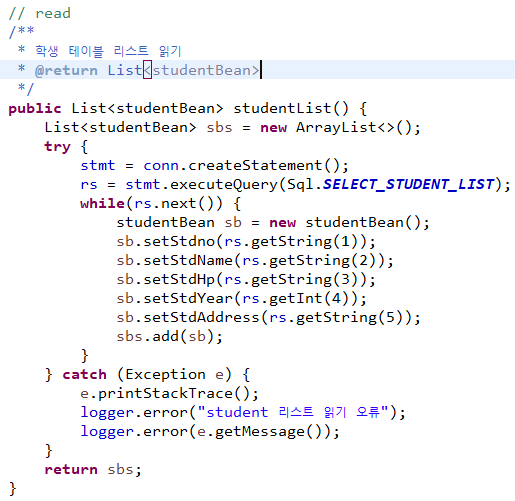 // read
/**
 * 학생 테이블 리스트 읽기
 * @return List<studentBean>
 */
public List<studentBean> studentList() {
    List<studentBean> sbs = new ArrayList<>();
    try {
        stmt = conn.createStatement();
        rs = stmt.executeQuery(Sql.SELECT_STUDENT_LIST);
        while(rs.next()) {
            studentBean sb = new studentBean();
            sb.setStdno(rs.getString(1));
            sb.setStdName(rs.getString(2));
            sb.setStdHp(rs.getString(3));
            sb.setStdYear(rs.getInt(4));
            sb.setStdAddress(rs.getString(5));
            sbs.add(sb);
        }
    } catch (Exception e) {
        e.printStackTrace();
        logger.error("student 리스트 읽기 오류");
        logger.error(e.getMessage());
    }
    return sbs;
}